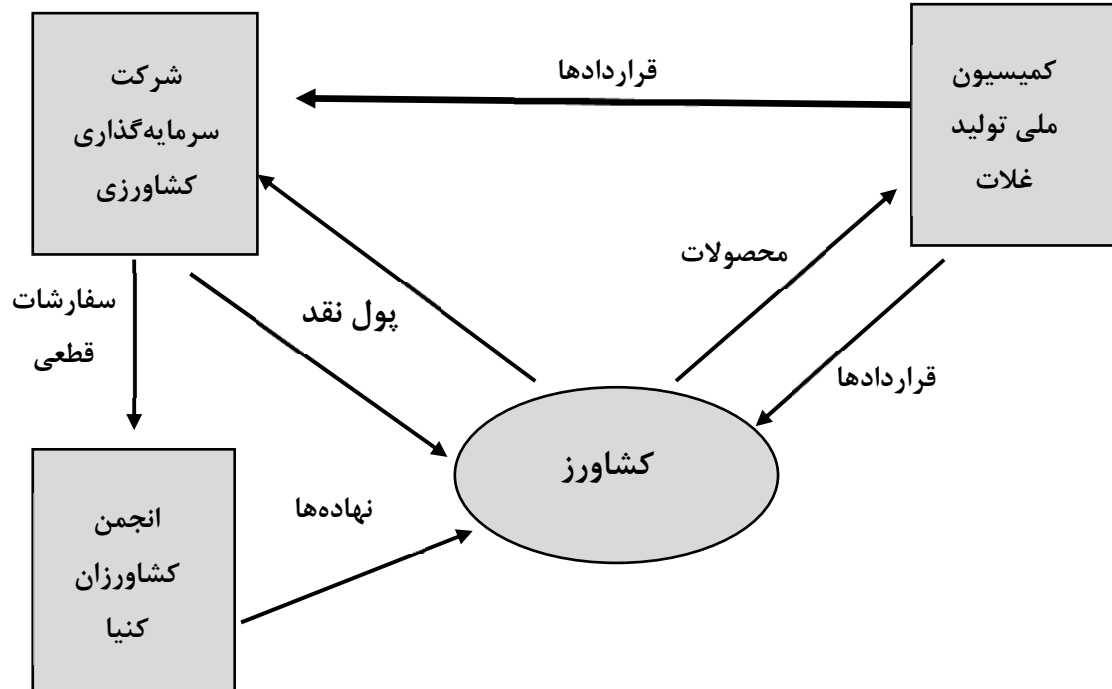 کمیسیون
ملی تولید
غلات
قراردادها
شرکت
سرمایه‌گذاری
کشاورزی
محصولات
پول نقد
سفارشات
قطعی
قراردادها
کشاورز
نهاده‌ها
انجمن
کشاورزان
کنیا